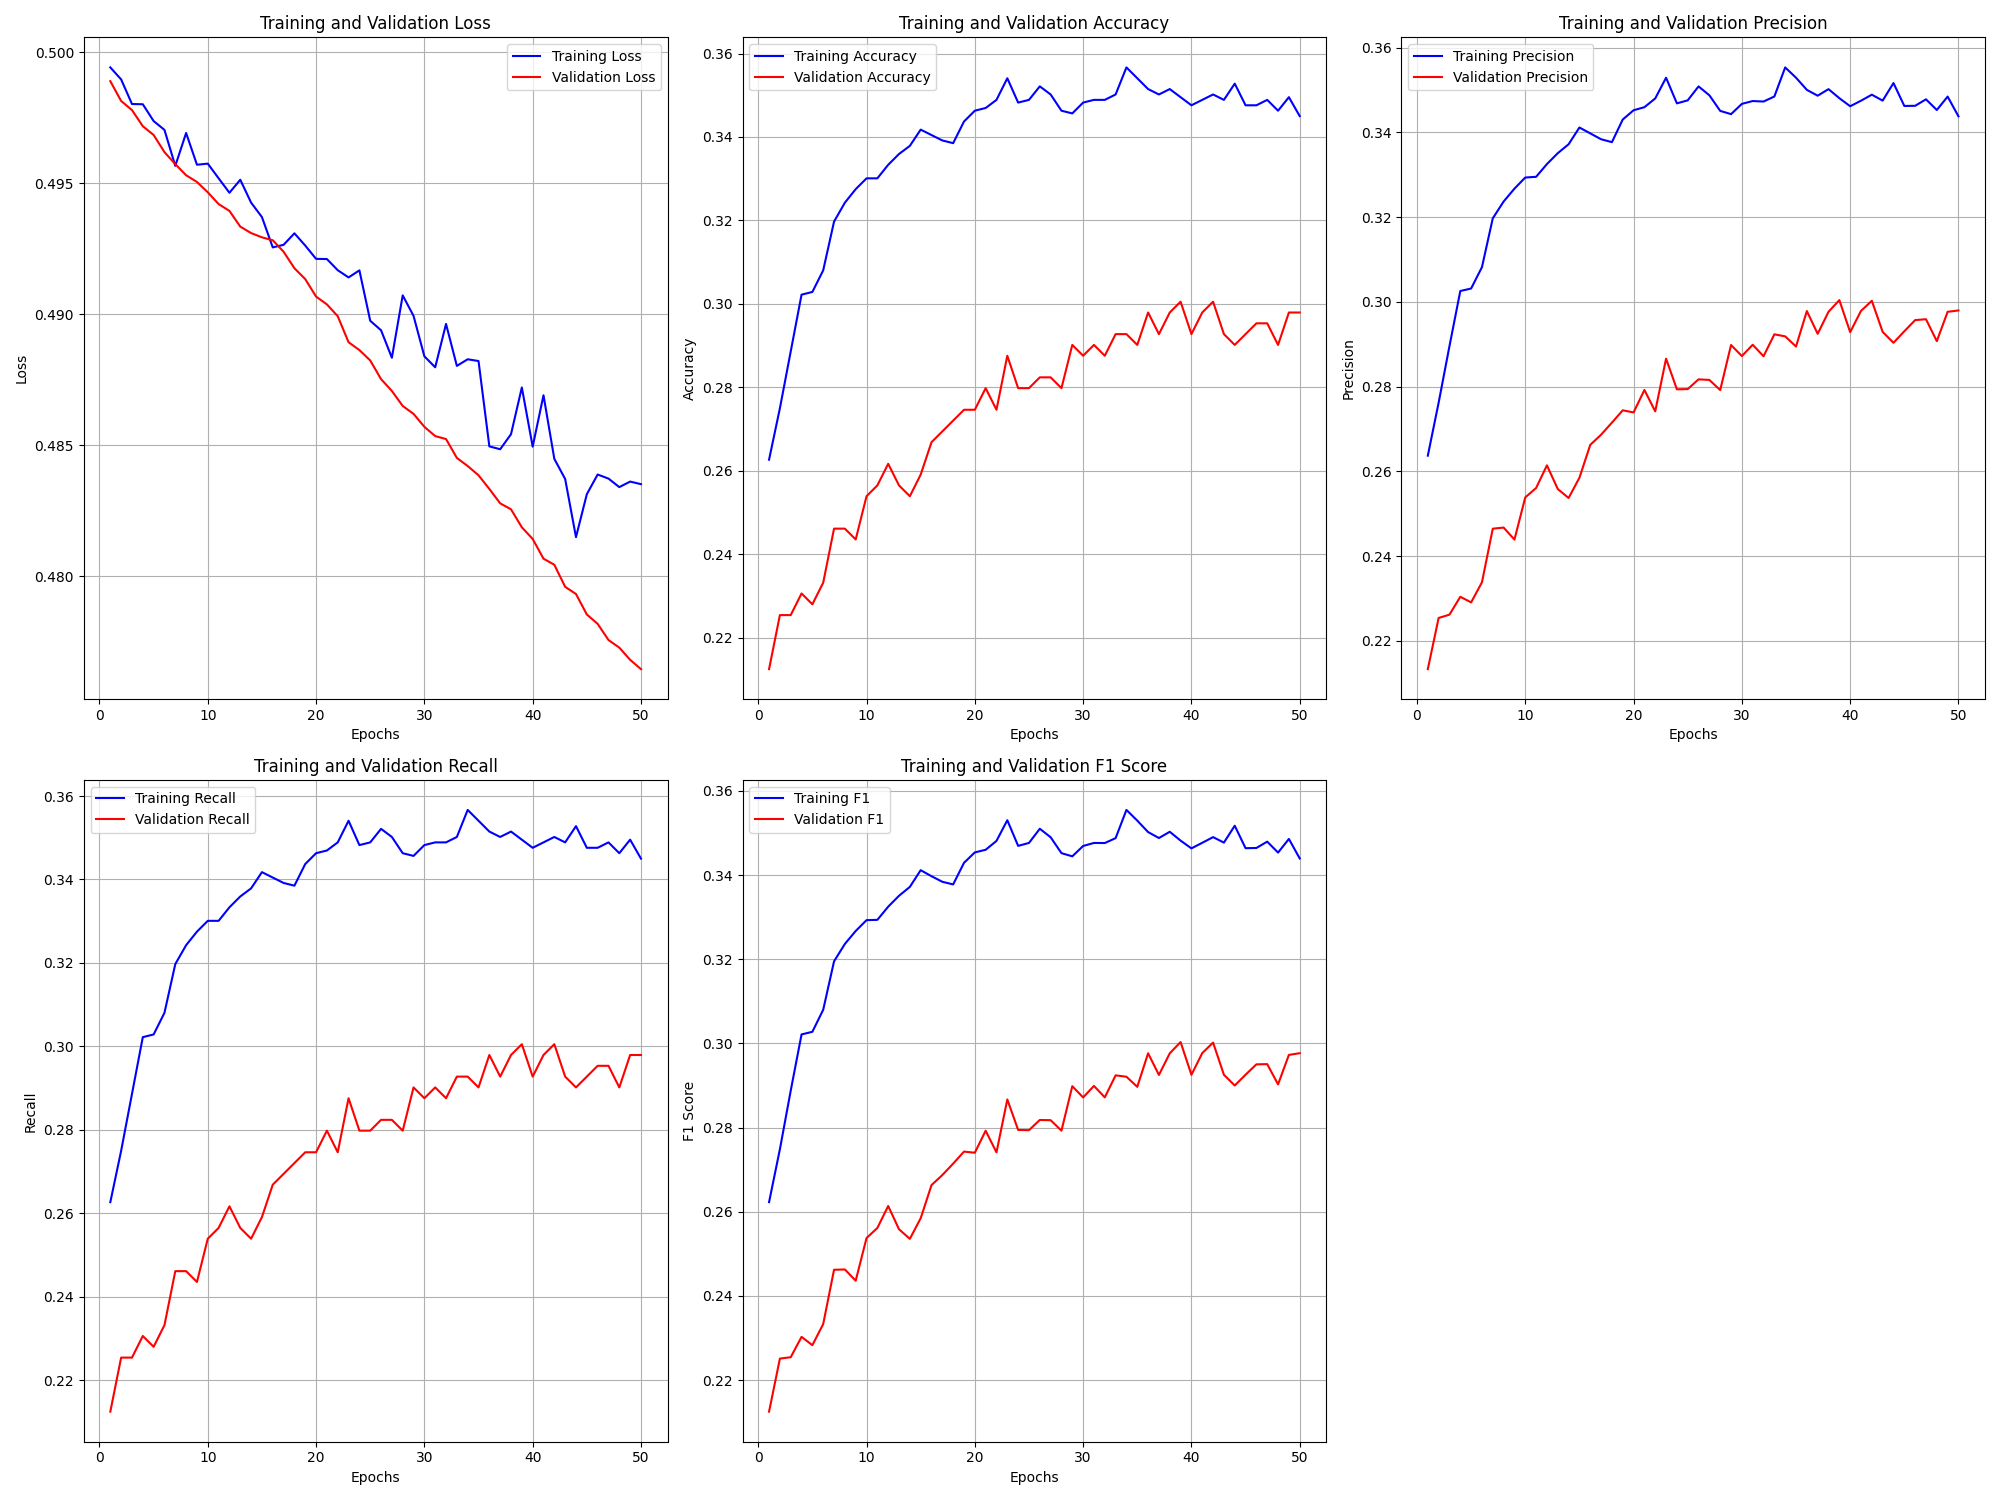 Training and Validation Loss
Training Loss
Validation Loss
0.500
0.495
0.490
0.485
0.480
Loss
0 10 20 30 40 50
Epochs
Training and Validation Accuracy
Training Accuracy
Validation Accuracy
0.36
0.34
0.32
0.30
0.28
0.26
0.24
0.22
Accuracy
0 10 20 30 40 50
Epochs
Training and Validation Precision
Training Precision
Validation Precision
0.36
0.34
0.32
0.30
0.28
0.26
0.24
0.22
Precision
0 10 20 30 40 50
Epochs
Training and Validation Recall
Training Recall
Validation Recall
0.36
0.34
0.32
0.30
0.28
0.26
0.24
0.22
Recall
0 10 20 30 40 50
Epochs
Training and Validation F1 Score
Training F1
Validation F1
0.36
0.34
0.32
0.30
0.28
0.26
0.24
0.22
F1 Score
0 10 20 30 40 50
Epochs